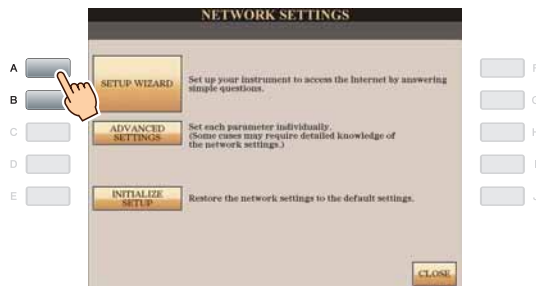 NETWORK SETTINGS
A
SETUP WIZARD
Set up your instrument to access the Internet by answering
simple questions.
B
C
ADVANCED
SETTINGS
Set each parameter individually.
(Some cases may require detailed knowledge of
the network settings.)
D
E
INITIALIZE
SETUP
Restore the network settings to the default settings.
CLOSE